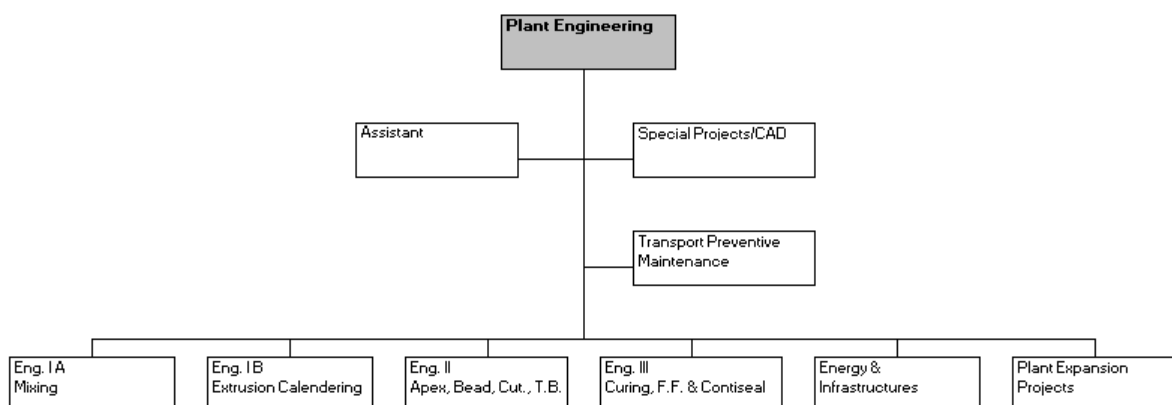 Plant Engineering
Assistant
Special Projects/CAD
Transport Preventive
Maintenance
Eng. I A
Mixing
Eng. I B
Extrusion Calendering
Eng. II
Apex, Bead, Cut., T.B.
Eng. III
Curing, F.F. & Contiseal
Energy &
Infrastructures
Plant Expansion
Projects